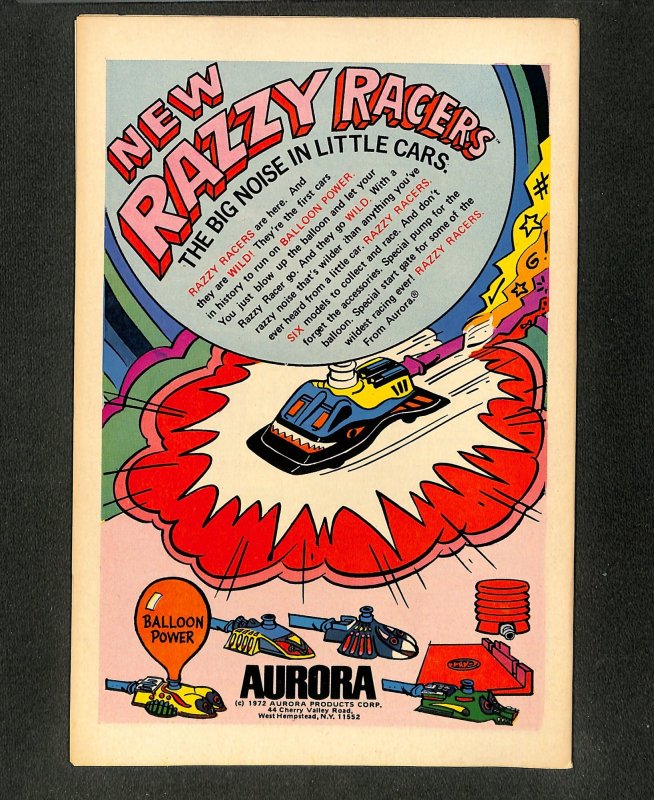 NEW
RAZZY RACERS™
THE BIG NOISE IN LITTLE CARS.
RAZZY RACERS are here. And
they are WILD! They're the first cars
in history to run on BALLOON POWER.
You just blow up the balloon and let your
Razzy Racer go. And they go WILD. With a
razzy noise that's wilder than anything you've
ever heard from a little car. RAZZY RACERS.
SIX models to collect and race. And don't
forget the accessories. Special pump for the
balloon. Special start gate for some of the
wildest racing ever! RAZZY RACERS.
From Aurora.®
#
G!
BALLOON
POWER
AURORA
(c) 1972 AURORA PRODUCTS CORP.
44 Cherry Valley Road,
West Hempstead, N.Y. 11552